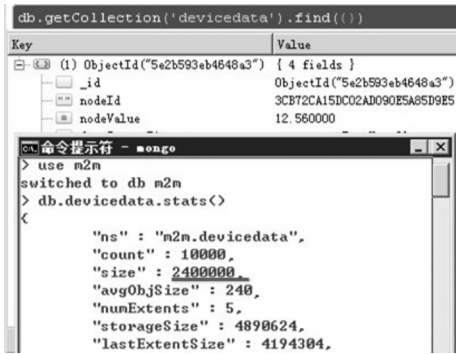 db.getCollection('devicedata').find(())
Key Value
(1) ObjectId("5e2b593eb4648a3") { 4 fields }
_id ObjectId("5e2b593eb4648a3")
nodeId 3CB72CA15DC02AD090E5A85D9E5
nodeValue 12.560000
命令提示符 - mongo
> use m2m
switched to db m2m
> db.devicedata.stats()
{
"ns" : "m2m.devicedata",
"count" : 10000,
"size" : 2400000,
"avgObjSize" : 240,
"numExtents" : 5,
"storageSize" : 4890624,
"lastExtentSize" : 4194304,